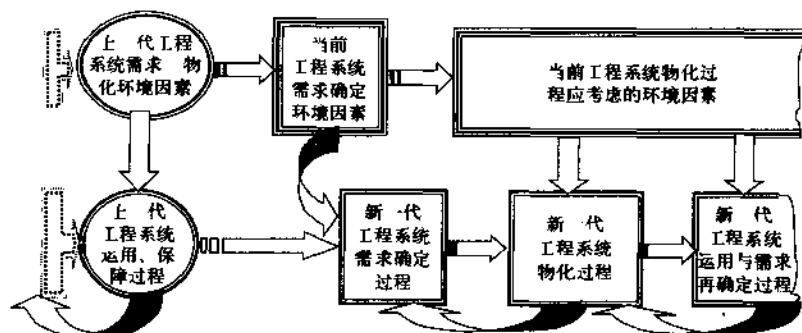 上 代工程
系统需求 物
化环境因素
当前
工程系统
需求确定
环境因素
当前工程系统物化过
程应考虑的环境因素
上 代
工程系统
运用、保
障过程
新一代
工程系统
需求确定
过程
新 代
工程系统
物化过程
新 代
工程系统
运用与需求
再确定过程